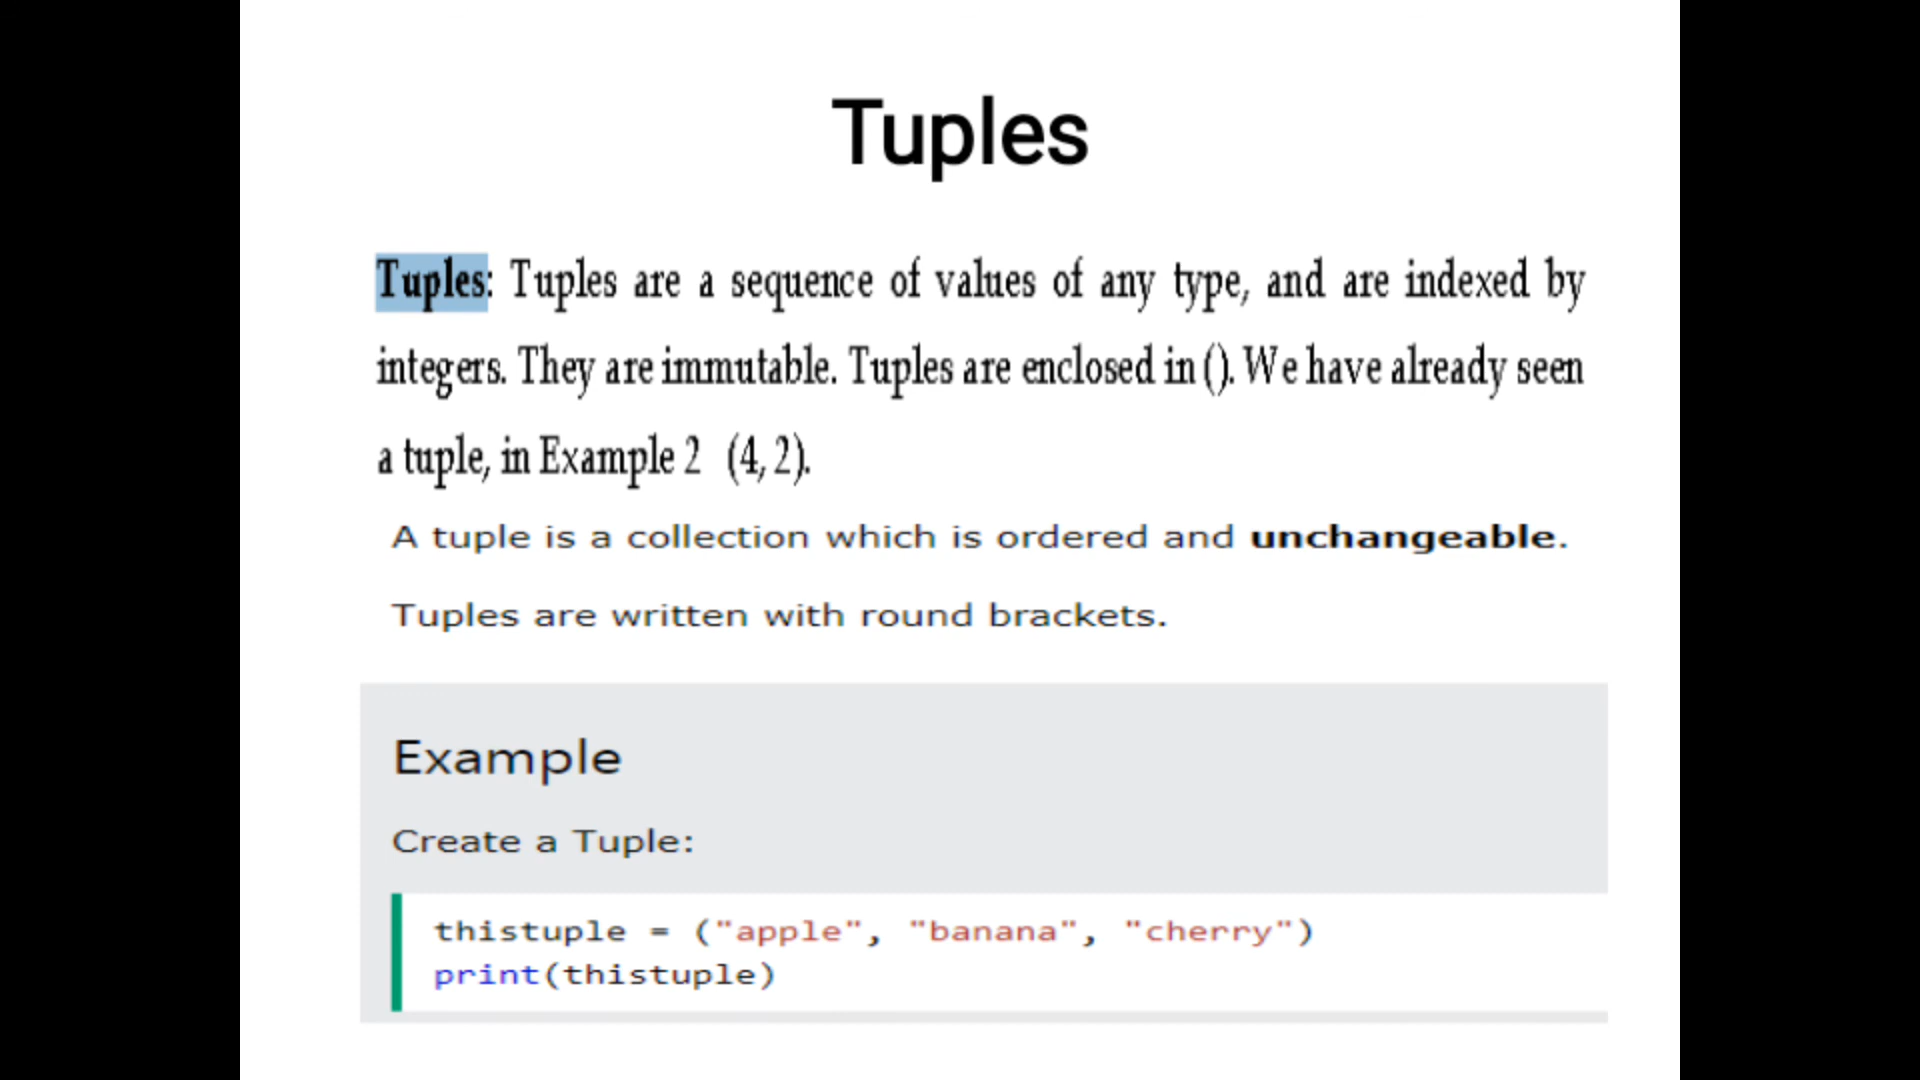 Tuples
Tuples: Tuples are a sequence of values of any type, and are indexed by
integers. They are immutable. Tuples are enclosed in (). We have already seen
a tuple, in Example 2 (4, 2).
A tuple is a collection which is ordered and unchangeable.
Tuples are written with round brackets.
Example
Create a Tuple:
thistuple = ("apple", "banana", "cherry")
print(thistuple)